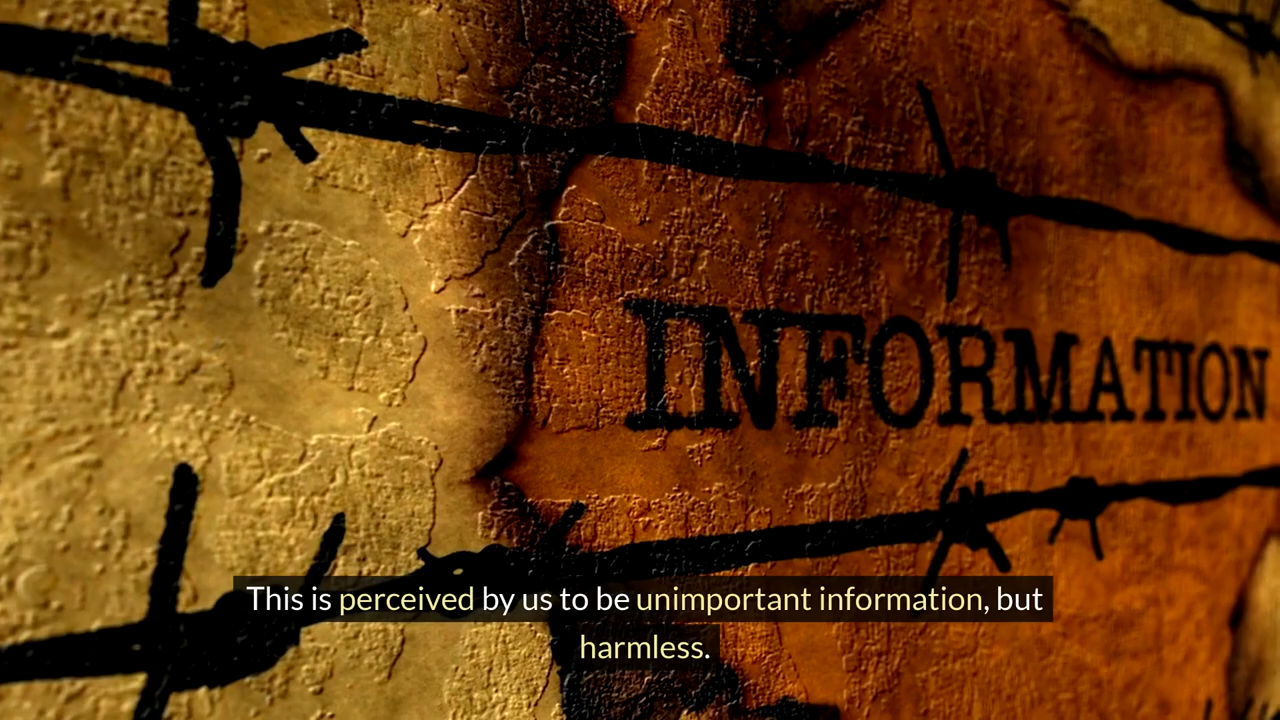 INFORMATION
This is perceived by us to be unimportant information, but
harmless.